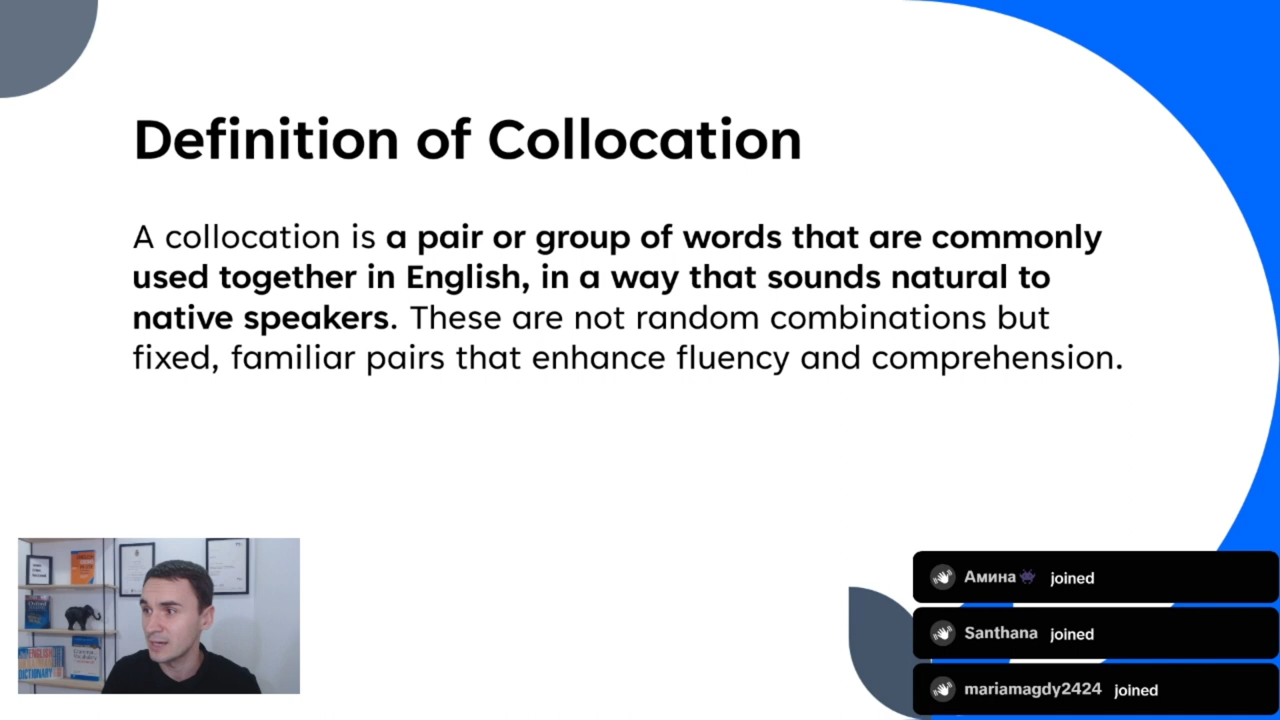 Definition of Collocation
A collocation is a pair or group of words that are commonly
used together in English, in a way that sounds natural to
native speakers. These are not random combinations but
fixed, familiar pairs that enhance fluency and comprehension.
Амина👾 joined
Santhana joined
mariamagdy2424 joined
ENGLISH
DICTIONARY